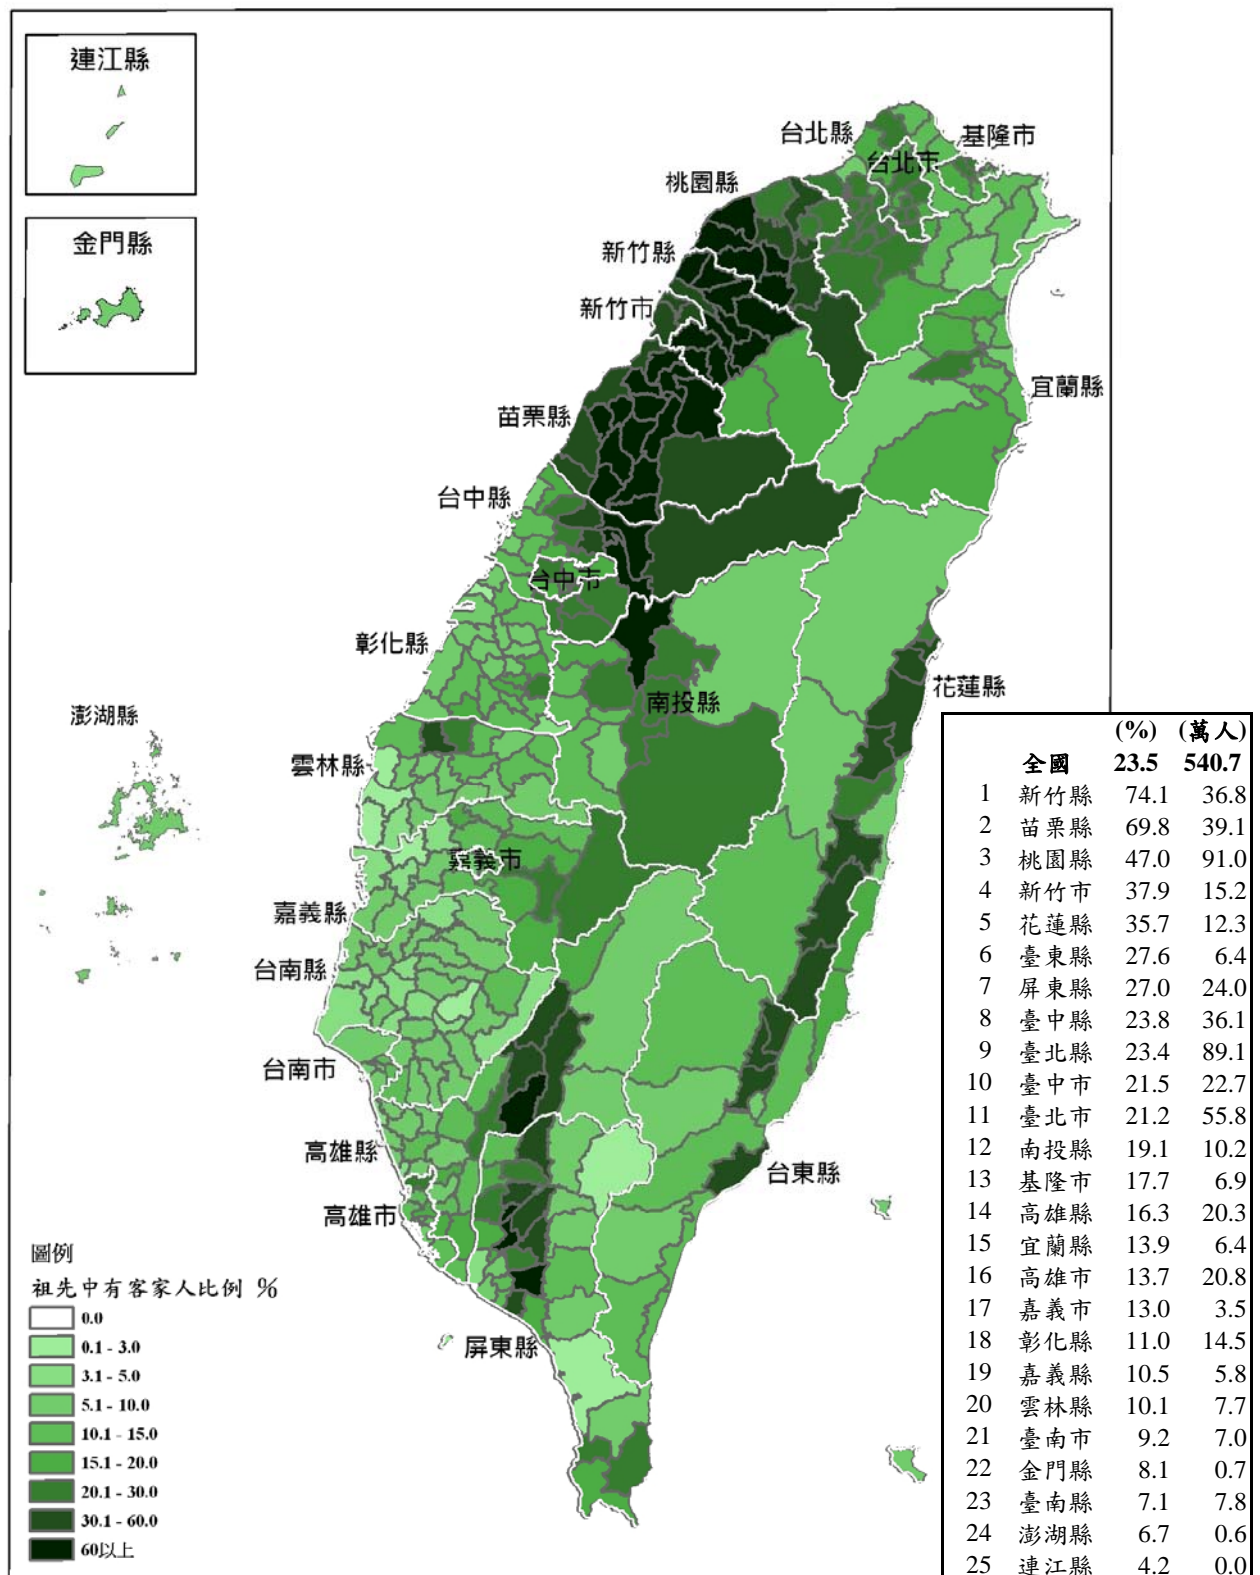 連江縣
金門縣
台北縣
基隆市
台北市
桃園縣
新竹縣
新竹市
宜蘭縣
苗栗縣
台中縣
台中市
彰化縣
花蓮縣
南投縣
澎湖縣
雲林縣
嘉義市
嘉義縣
台南縣
台南市
高雄縣
台東縣
高雄市
屏東縣
圖例
祖先中有客家人比例 %
0.0
0.1 - 3.0
3.1 - 5.0
5.1 - 10.0
10.1 - 15.0
15.1 - 20.0
20.1 - 30.0
30.1 - 60.0
60以上
(%) (萬人)
全國 23.5 540.7
1 新竹縣 74.1 36.8
2 苗栗縣 69.8 39.1
3 桃園縣 47.0 91.0
4 新竹市 37.9 15.2
5 花蓮縣 35.7 12.3
6 臺東縣 27.6 6.4
7 屏東縣 27.0 24.0
8 臺中縣 23.8 36.1
9 臺北縣 23.4 89.1
10 臺中市 21.5 22.7
11 臺北市 21.2 55.8
12 南投縣 19.1 10.2
13 基隆市 17.7 6.9
14 高雄縣 16.3 20.3
15 宜蘭縣 13.9 6.4
16 高雄市 13.7 20.8
17 嘉義市 13.0 3.5
18 彰化縣 11.0 14.5
19 嘉義縣 10.5 5.8
20 雲林縣 10.1 7.7
21 臺南市 9.2 7.0
22 金門縣 8.1 0.7
23 臺南縣 7.1 7.8
24 澎湖縣 6.7 0.6
25 連江縣 4.2 0.0